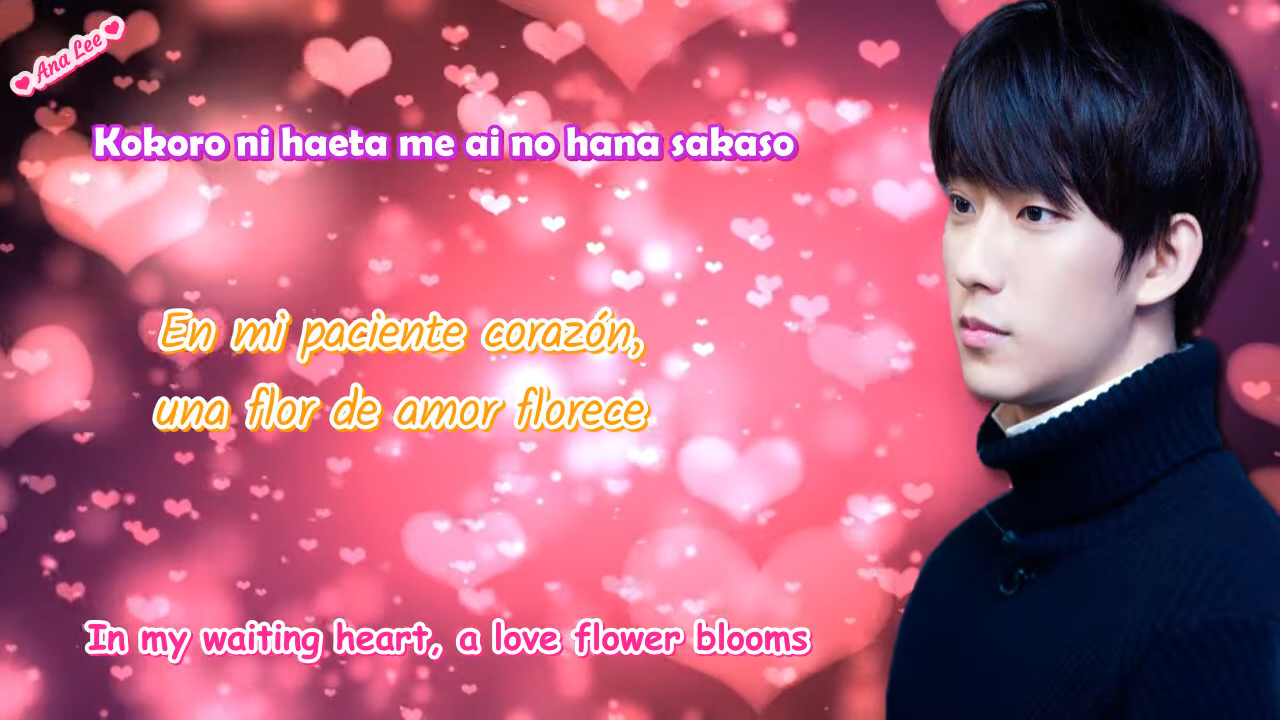 Ana Lee
Kokoro ni haeta me ai no hana sakaso
En mi paciente corazón,
una flor de amor florece
In my waiting heart, a love flower blooms